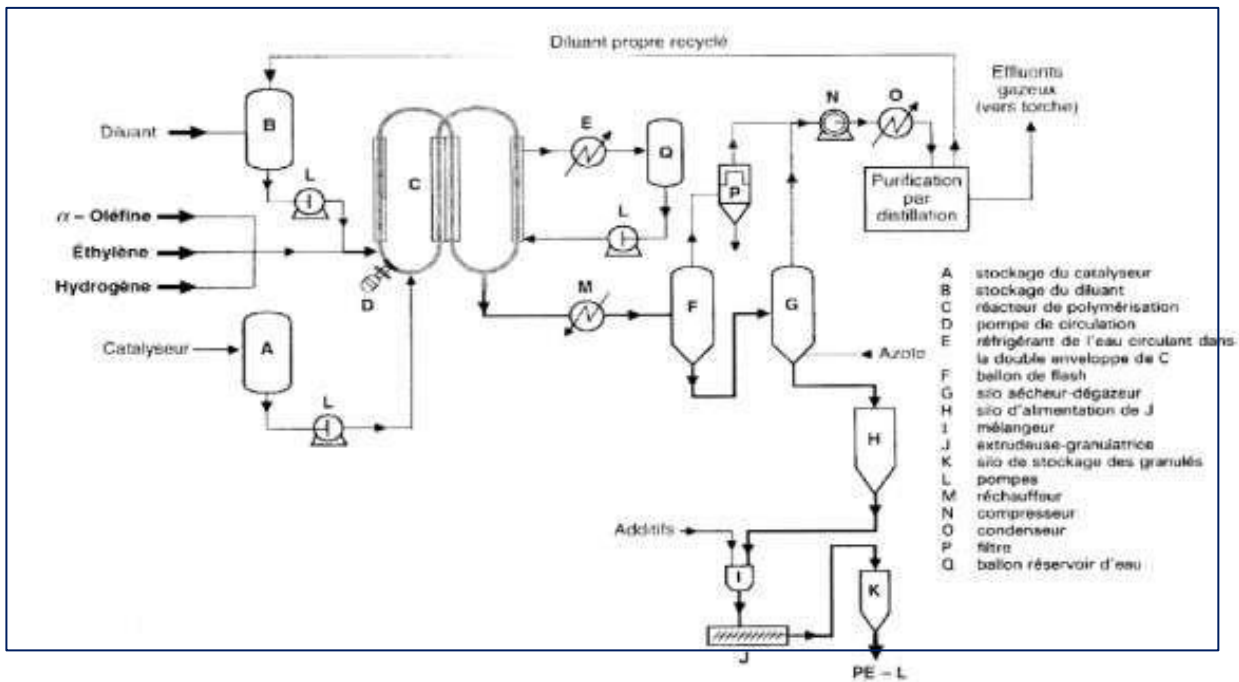 Diluant propre recyclé
Effluents
gazeux
(vers torche)
N
O
B
Diluant
E
Q
L
C
P
Purification
par
distillation
α – Oléfine
Éthylène
L
Hydrogène
D
M
F
G
Azote
Catalyseur
A
L
A stockage du catalyseur
B stockage du diluant
C réacteur de polymérisation
D pompe de circulation
E réfrigérant de l'eau circulant dans
la double enveloppe de C
F ballon de flash
G silo sécheur-dégazeur
H silo d'alimentation de J
I mélangeur
J extrudeuse-granulatrice
K silo de stockage des granulés
L pompes
M réchauffeur
N compresseur
O condenseur
P filtre
Q ballon réservoir d'eau
H
Additifs
I
K
J
PE – L